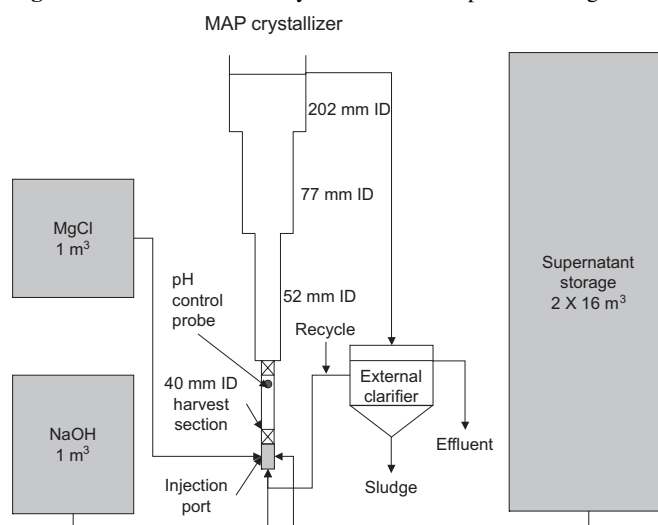 MAP crystallizer
202 mm ID
77 mm ID
MgCl
1 m³
pH
control
probe
52 mm ID
Supernatant
storage
2 X 16 m³
Recycle
40 mm ID
harvest
section
External
clarifier
NaOH
1 m³
Effluent
Injection
port
Sludge